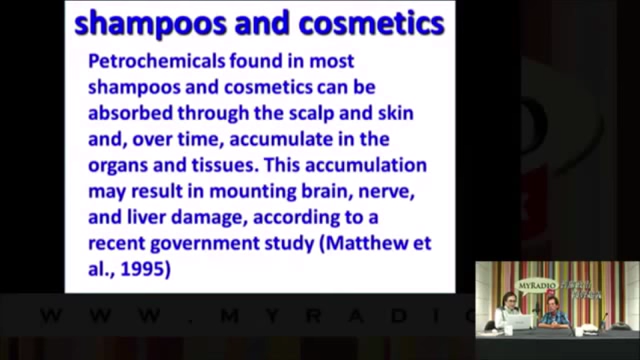 shampoos and cosmetics
Petrochemicals found in most
shampoos and cosmetics can be
absorbed through the scalp and skin
and, over time, accumulate in the
organs and tissues. This accumulation
may result in mounting brain, nerve,
and liver damage, according to a
recent government study (Matthew et
al., 1995)
MYRADIO
WWW.MYRADIO